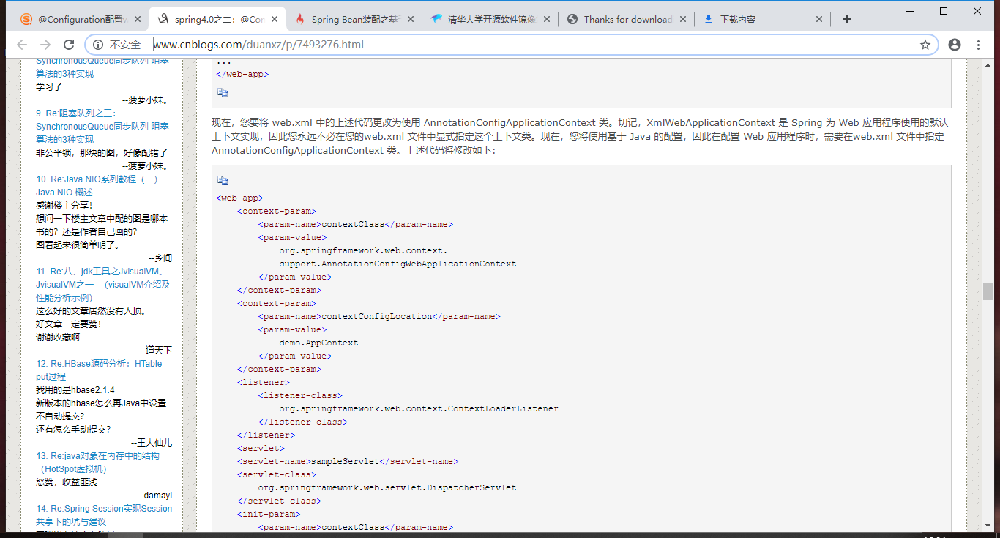 @Configuration配置w
spring4.0之二：@Con
Spring Bean装配之基于
清华大学开源软件镜像
Thanks for download
下载内容
不安全
www.cnblogs.com/duanxz/p/7493276.html
SynchronousQueue同步队列 阻塞
算法的3种实现
学习了
--菠萝小妹。
9. Re:阻塞队列之三：
SynchronousQueue同步队列 阻塞
算法的3种实现
非公平锁，那块的图，好像配错了
--菠萝小妹。
10. Re:Java NIO系列教程（一）
Java NIO 概述
感谢楼主分享！
想问一下楼主文章中配的图是哪本
书的？还是作者自己画的？
图看起来很简单明了。
--乡间
11. Re:八、jdk工具之JvisualVM、
JvisualVM之一--（visualVM介绍及
性能分析示例）
这么好的文章居然没有人顶。
好文章一定要赞！
谢谢收藏啊
--道天下
12. Re:HBase源码分析：HTable
put过程
我用的是hbase2.1.4
新版本的hbase怎么再Java中设置
不自动提交？
还有怎么手动提交？
--王大仙儿
13. Re:java对象在内存中的结构
（HotSpot虚拟机）
怒赞，收益匪浅
--damayi
14. Re:Spring Session实现Session
共享下的坑与建议
...
</web-app>
现在，您要将 web.xml 中的上述代码更改为使用 AnnotationConfigApplicationContext 类。切记，XmlWebApplicationContext 是 Spring 为 Web 应用程序使用的默认
上下文实现，因此您永远不必在您的web.xml 文件中显式指定这个上下文类。现在，您将使用基于 Java 的配置，因此在配置 Web 应用程序时，需要在web.xml 文件中指定
AnnotationConfigApplicationContext 类。上述代码将修改如下：
<web-app>
<context-param>
<param-name>contextClass</param-name>
<param-value>
org.springframework.web.context.
support.AnnotationConfigWebApplicationContext
</param-value>
</context-param>
<context-param>
<param-name>contextConfigLocation</param-name>
<param-value>
demo.AppContext
</param-value>
</context-param>
<listener>
<listener-class>
org.springframework.web.context.ContextLoaderListener
</listener-class>
</listener>
<servlet>
<servlet-name>sampleServlet</servlet-name>
<servlet-class>
org.springframework.web.servlet.DispatcherServlet
</servlet-class>
<init-param>
<param-name>contextClass</param-name>